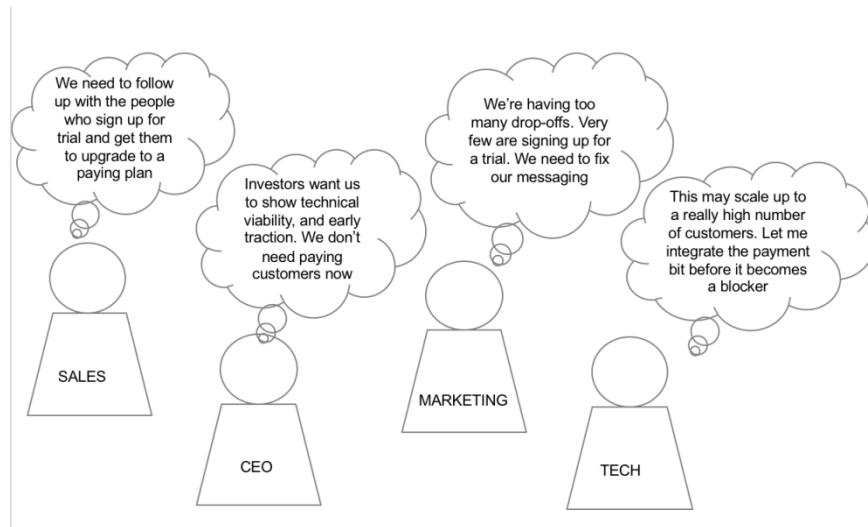 We need to follow
up with the people
who sign up for
trial and get them
to upgrade to a
paying plan
SALES
Investors want us
to show technical
viability, and early
traction. We don't
need paying
customers now
CEO
We're having too
many drop-offs. Very
few are signing up for
a trial. We need to fix
our messaging
MARKETING
This may scale up to
a really high number
of customers. Let me
integrate the payment
bit before it becomes
a blocker
TECH